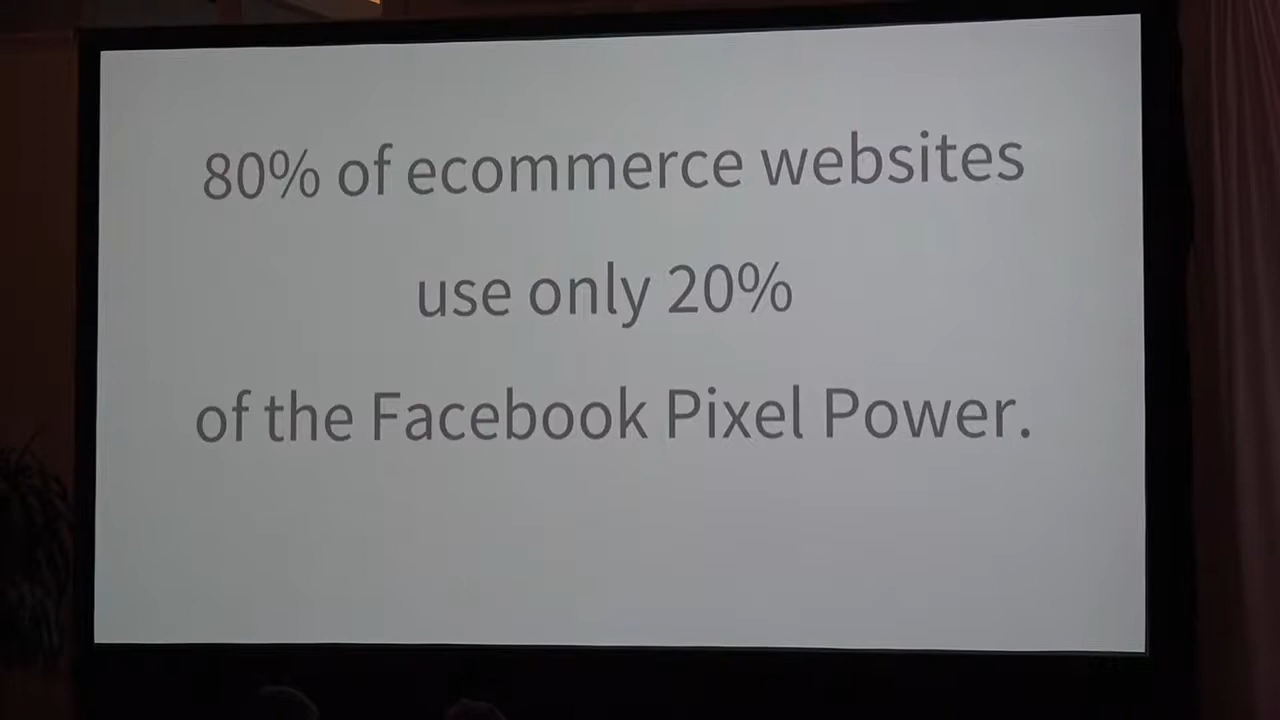 80% of ecommerce websites
use only 20%
of the Facebook Pixel Power.